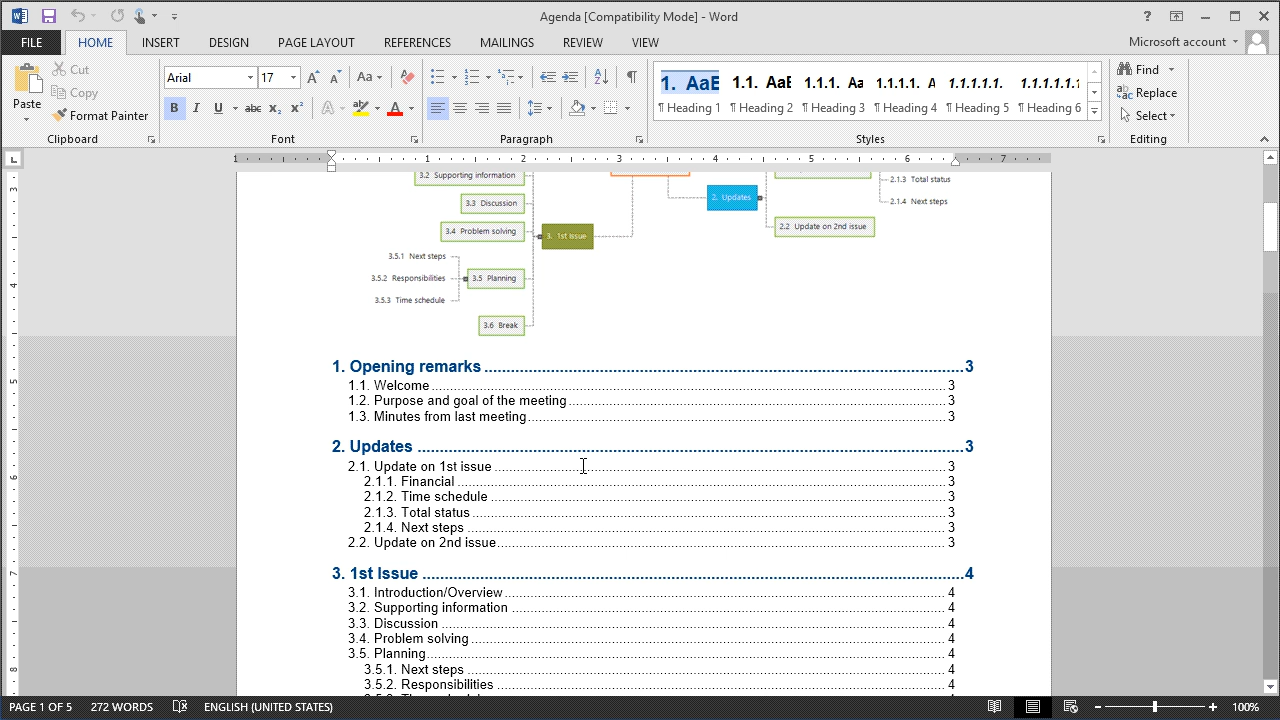 Agenda [Compatibility Mode] - Word
FILE HOME INSERT DESIGN PAGE LAYOUT REFERENCES MAILINGS REVIEW VIEW Microsoft account
Paste
Cut
Copy
Format Painter
Clipboard
Arial 17
Font
Paragraph
1. AaE 1.1. AaE 1.1.1. Aa 1.1.1.1. A 1.1.1.1.1. 1.1.1.1.1.
¶ Heading 1 ¶ Heading 2 ¶ Heading 3 ¶ Heading 4 ¶ Heading 5 ¶ Heading 6
Styles
Find
Replace
Select
Editing
1 1 2 3 4 5 6 7
3.2 Supporting information
3.3 Discussion
3.4 Problem solving
3. 1st Issue
3.5.1 Next steps
3.5.2 Responsibilities
3.5.3 Time schedule
3.5 Planning
3.6 Break
2. Updates
2.1.3 Total status
2.1.4 Next steps
2.2 Update on 2nd issue
1. Opening remarks 3
1.1. Welcome 3
1.2. Purpose and goal of the meeting 3
1.3. Minutes from last meeting 3
2. Updates 3
2.1. Update on 1st issue 3
2.1.1. Financial 3
2.1.2. Time schedule 3
2.1.3. Total status 3
2.1.4. Next steps 3
2.2. Update on 2nd issue 3
3. 1st Issue 4
3.1. Introduction/Overview 4
3.2. Supporting information 4
3.3. Discussion 4
3.4. Problem solving 4
3.5. Planning 4
3.5.1. Next steps 4
3.5.2. Responsibilities 4
PAGE 1 OF 5 272 WORDS ENGLISH (UNITED STATES) 100%